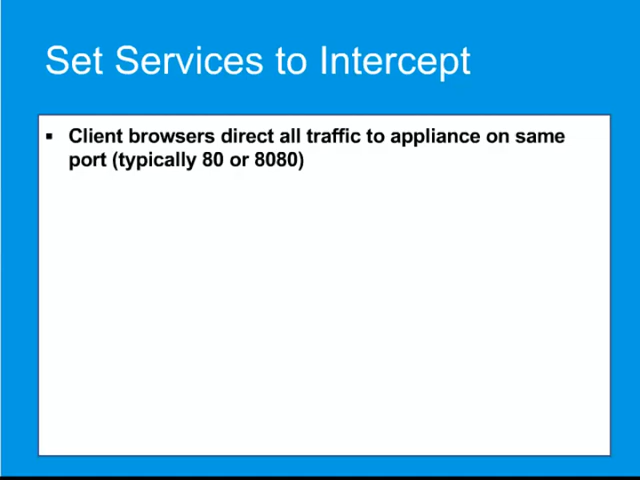 Set Services to Intercept
▪ Client browsers direct all traffic to appliance on same
port (typically 80 or 8080)